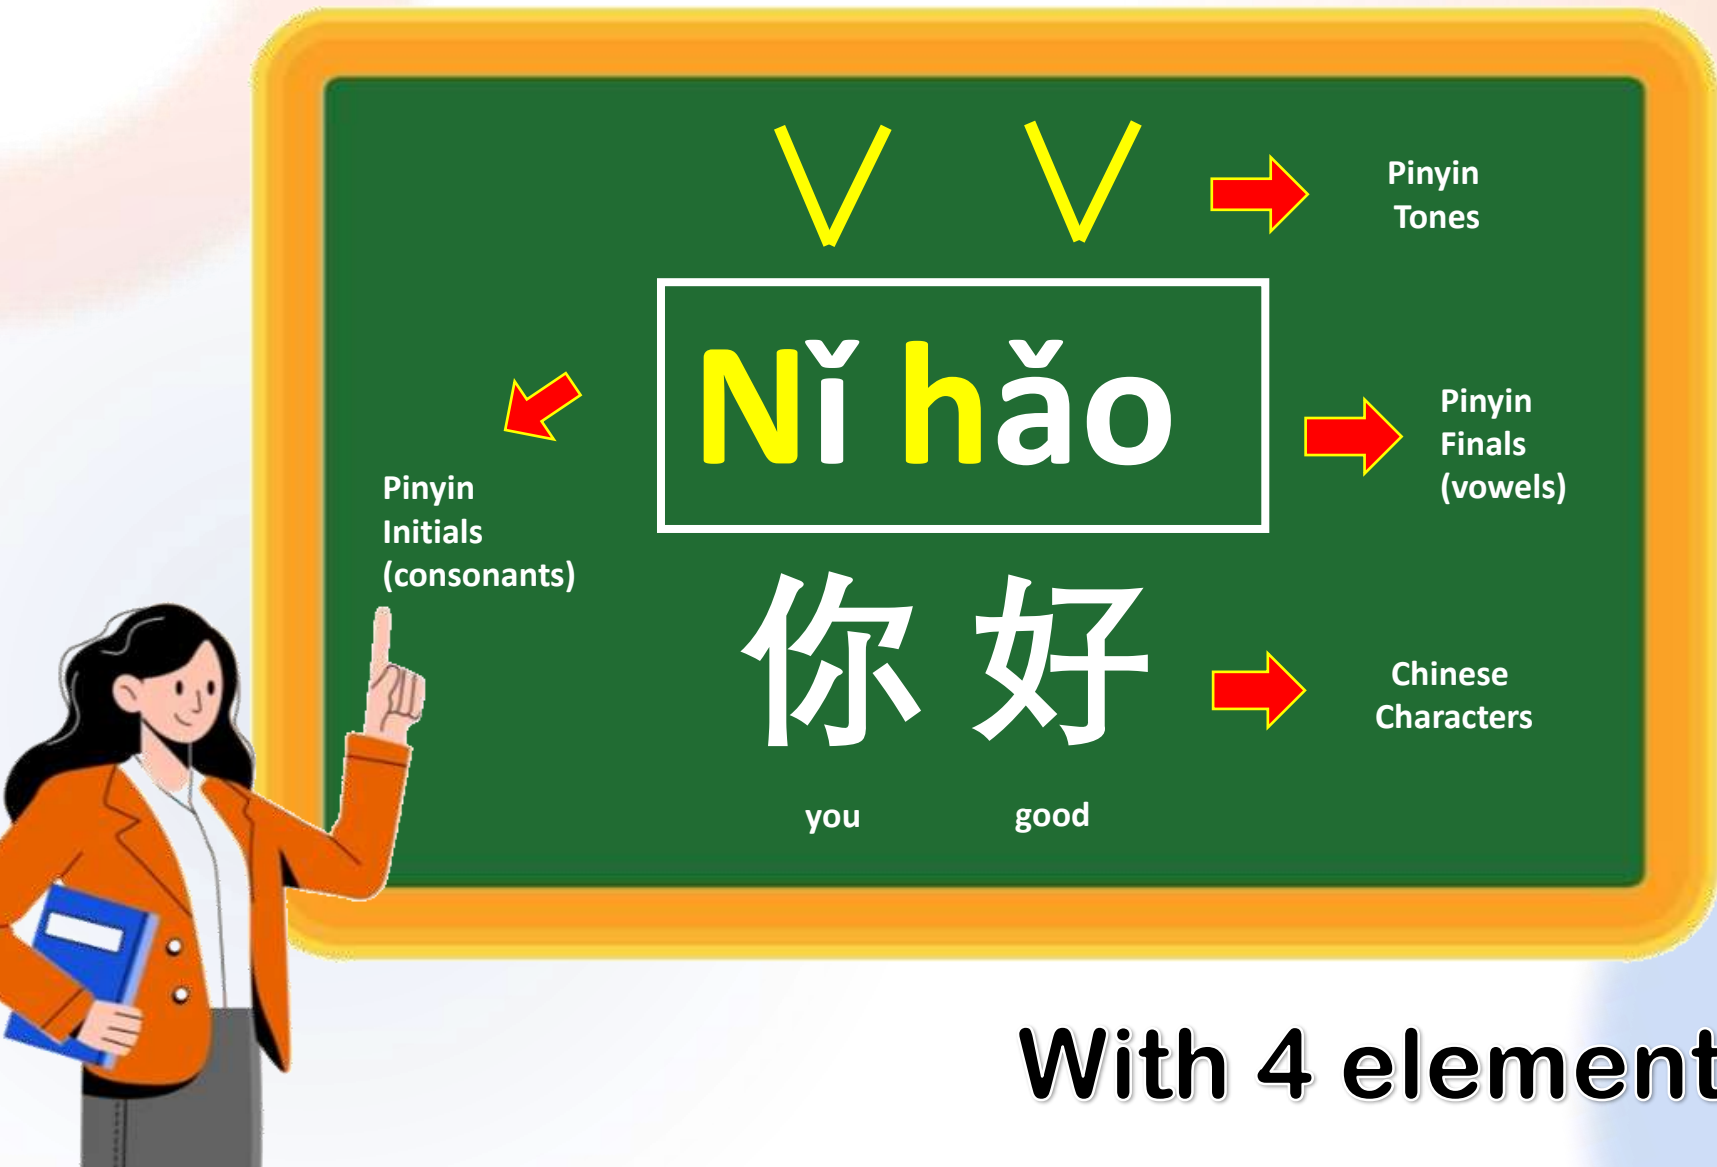 Pinyin
Tones
Nǐ hǎo
Pinyin
Finals
(vowels)
Pinyin
Initials
(consonants)
你 好
Chinese
Characters
you good
With 4 element